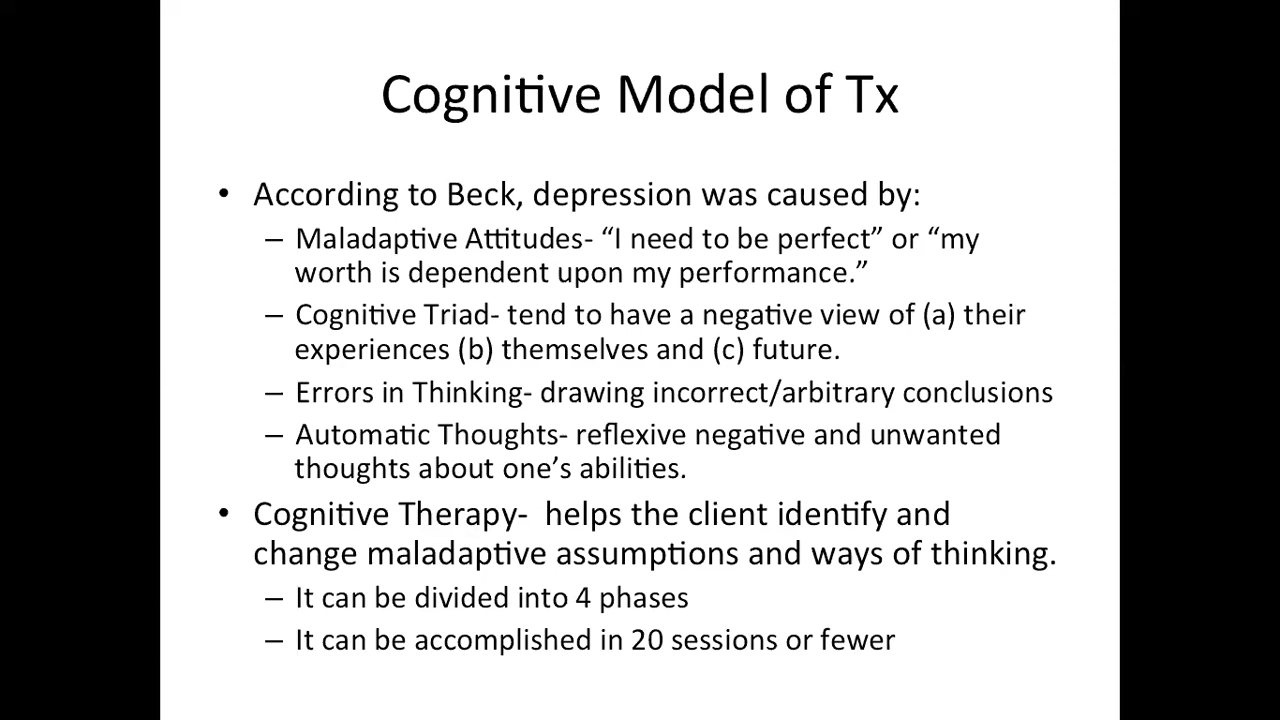 Cognitive Model of Tx
• According to Beck, depression was caused by:
– Maladaptive Attitudes- “I need to be perfect” or “my
worth is dependent upon my performance.”
– Cognitive Triad- tend to have a negative view of (a) their
experiences (b) themselves and (c) future.
– Errors in Thinking- drawing incorrect/arbitrary conclusions
– Automatic Thoughts- reflexive negative and unwanted
thoughts about one’s abilities.
• Cognitive Therapy-  helps the client identify and
change maladaptive assumptions and ways of thinking.
– It can be divided into 4 phases
– It can be accomplished in 20 sessions or fewer